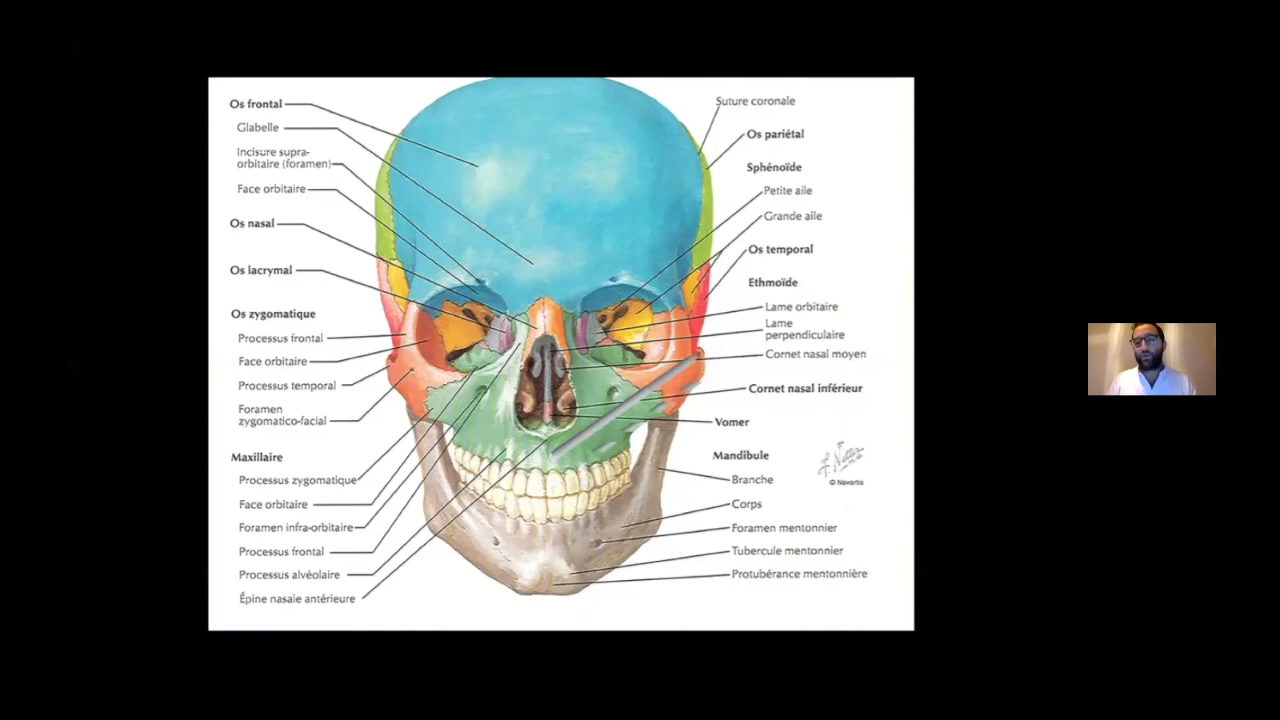 Os frontal
Glabelle
Incisure supra-
orbitaire (foramen)
Face orbitaire
Os nasal
Os lacrymal
Os zygomatique
Processus frontal
Face orbitaire
Processus temporal
Foramen
zygomatico-facial
Maxillaire
Processus zygomatique
Face orbitaire
Foramen infra-orbitaire
Processus frontal
Processus alvéolaire
Épine nasale antérieure
Suture coronale
Os pariétal
Sphénoïde
Petite aile
Grande aile
Os temporal
Ethmoïde
Lame orbitaire
Lame
perpendiculaire
Cornet nasal moyen
Cornet nasal inférieur
Vomer
Mandibule
Branche
Corps
Foramen mentonnier
Tubercule mentonnier
Protubérance mentonnière
F. Netter
© Novartis